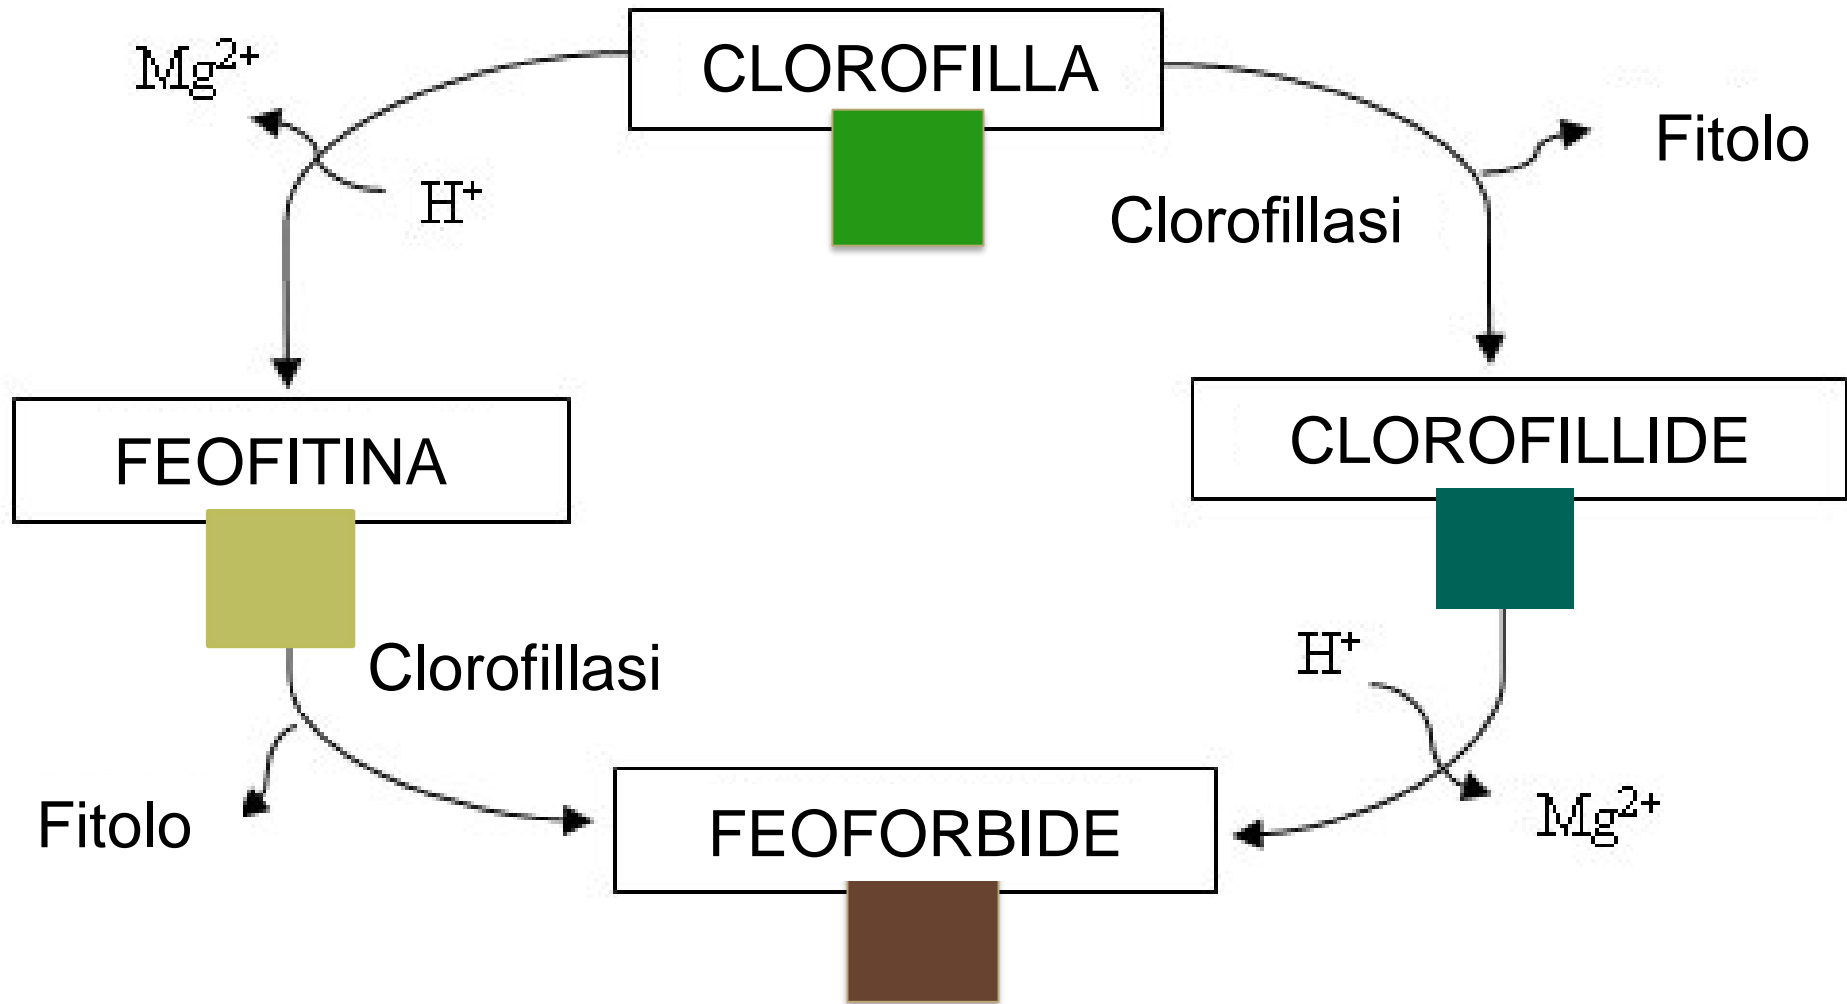 CLOROFILLA
Mg²⁺
H⁺
Fitolo
Clorofillasi
FEOFITINA
CLOROFILLIDE
Clorofillasi
H⁺
Fitolo
FEOFORBIDE
Mg²⁺